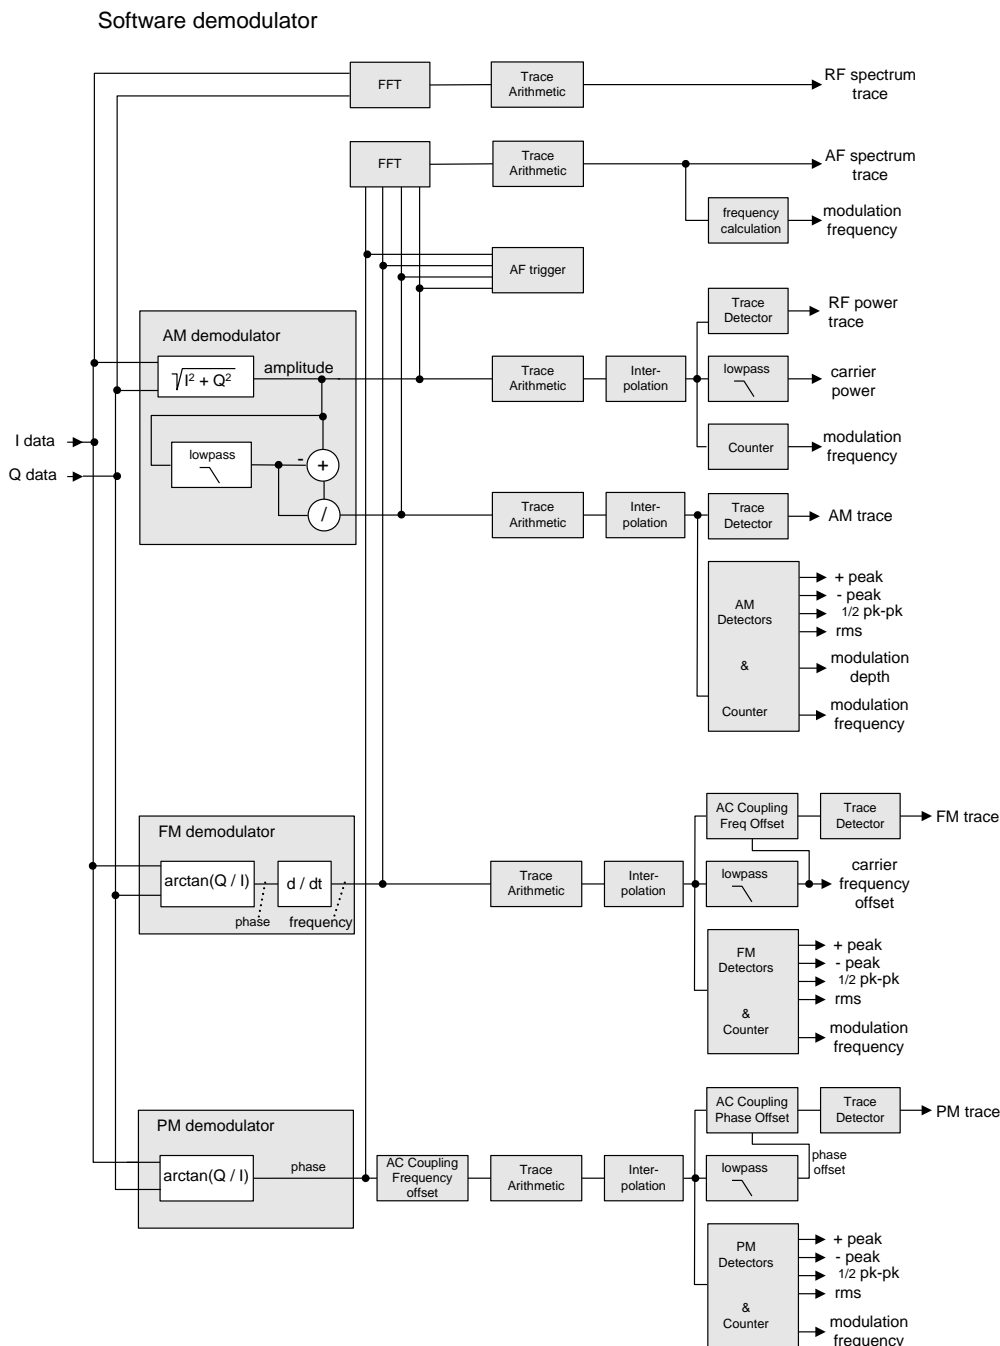 Software demodulator
FFT
Trace
Arithmetic
RF spectrum
trace
FFT
Trace
Arithmetic
AF spectrum
trace
frequency
calculation
modulation
frequency
AF trigger
AM demodulator
√I² + Q²
amplitude
lowpass
-
+
/
I data
Q data
Trace
Arithmetic
Inter-
polation
Trace
Detector
RF power
trace
lowpass
carrier
power
Counter
modulation
frequency
Trace
Arithmetic
Inter-
polation
Trace
Detector
AM trace
AM
Detectors
&
Counter
+ peak
- peak
1/2 pk-pk
rms
modulation
depth
modulation
frequency
FM demodulator
arctan(Q / I)
d / dt
phase
frequency
Trace
Arithmetic
Inter-
polation
AC Coupling
Freq Offset
Trace
Detector
FM trace
lowpass
carrier
frequency
offset
FM
Detectors
&
Counter
+ peak
- peak
1/2 pk-pk
rms
modulation
frequency
PM demodulator
arctan(Q / I)
phase
AC Coupling
Frequency
offset
Trace
Arithmetic
Inter-
polation
AC Coupling
Phase Offset
Trace
Detector
PM trace
lowpass
phase
offset
PM
Detectors
&
Counter
+ peak
- peak
1/2 pk-pk
rms
modulation
frequency